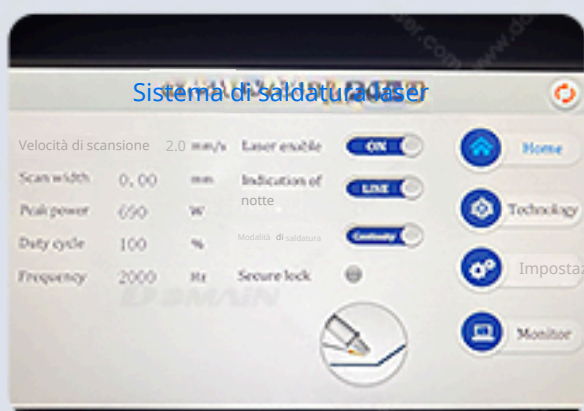 Sistema di saldatura laser
Velocità di scansione 2.0 mm/s Laser enable ON Home
Scan width 0,00 mm Indication of LINE
notte
Technology
Peak power 690 W
Modalità di saldatura Continuity
Duty cycle 100 %
Impostaz
Frequency 2000 Hz Secure lock
Monitor